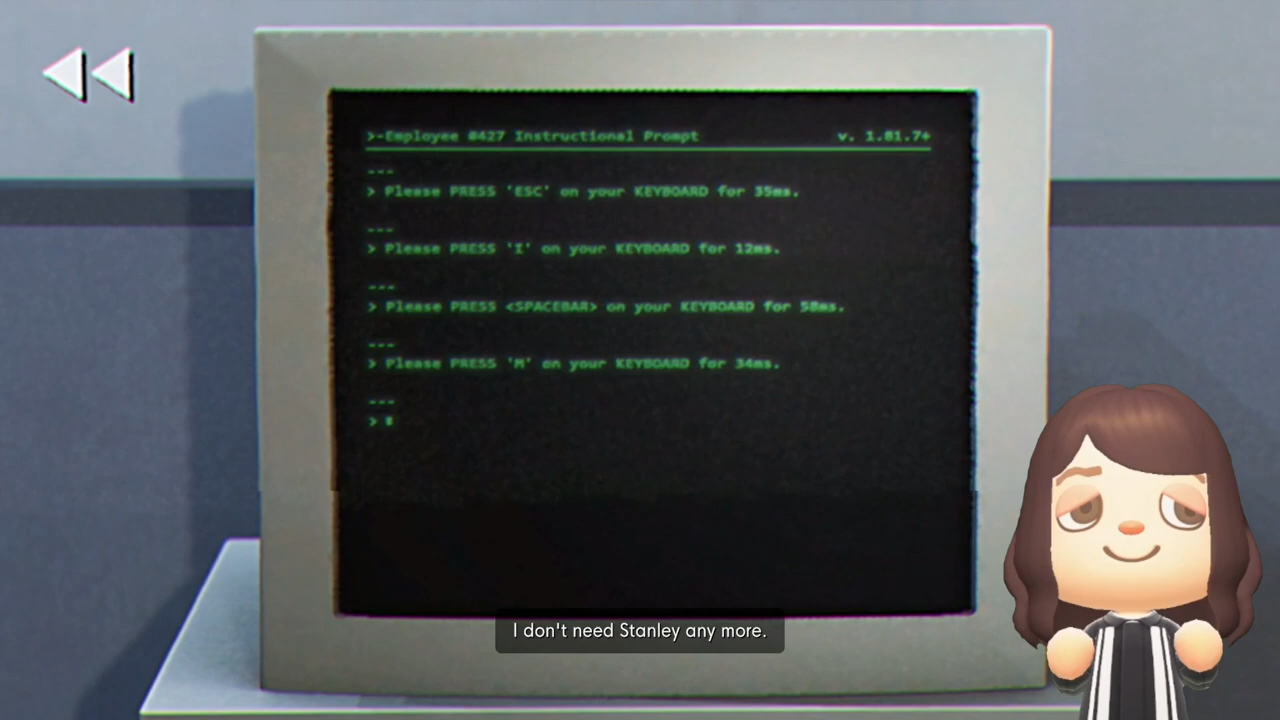 >-Employee #427 Instructional Prompt v. 1.81.7+
---
> Please PRESS 'ESC' on your KEYBOARD for 35ms.
---
> Please PRESS 'I' on your KEYBOARD for 12ms.
---
> Please PRESS <SPACEBAR> on your KEYBOARD for 58ms.
---
> Please PRESS 'M' on your KEYBOARD for 34ms.
---
>
I don't need Stanley any more.